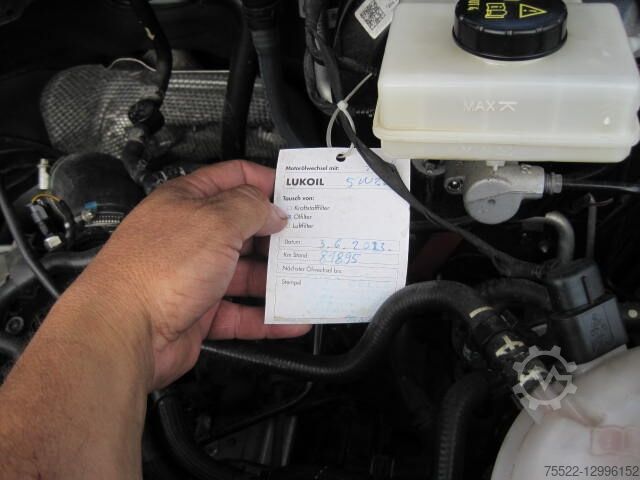 MAX
Motorölwechsel mit:
LUKOIL
Tausch von:
Kraftstofffilter
Ölfilter
Luftfilter
Datum 3.6.2023.
Km Stand 81895
Nächster Ölwechsel bis:
Stempel
75522-12996152